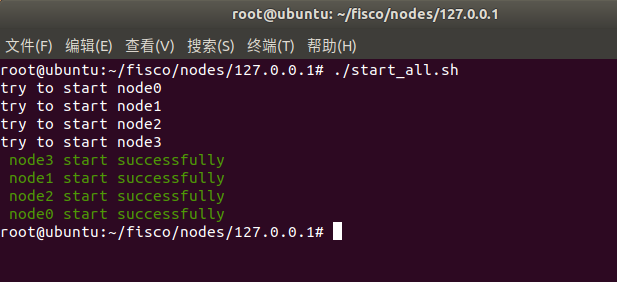 root@ubuntu: ~/fisco/nodes/127.0.0.1
文件(F) 编辑(E) 查看(V) 搜索(S) 终端(T) 帮助(H)
root@ubuntu:~/fisco/nodes/127.0.0.1# ./start_all.sh
try to start node0
try to start node1
try to start node2
try to start node3
 node3 start successfully
 node1 start successfully
 node2 start successfully
 node0 start successfully
root@ubuntu:~/fisco/nodes/127.0.0.1#